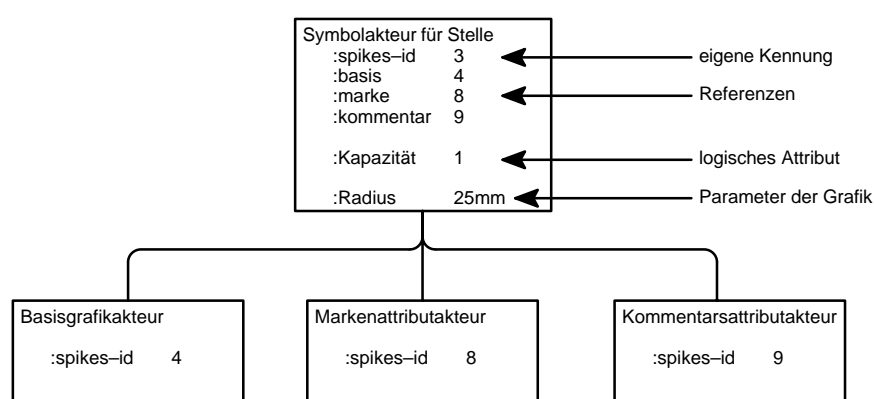 Symbolakteur für Stelle
:spikes–id 3 eigene Kennung
:basis 4
:marke 8 Referenzen
:kommentar 9
:Kapazität 1 logisches Attribut
:Radius 25mm Parameter der Grafik
Basisgrafikakteur Markenattributakteur Kommentarsattributakteur
:spikes–id 4 :spikes–id 8 :spikes–id 9